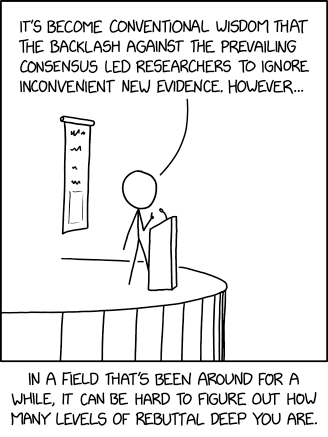 IT'S BECOME CONVENTIONAL WISDOM THAT
THE BACKLASH AGAINST THE PREVAILING
CONSENSUS LED RESEARCHERS TO IGNORE
INCONVENIENT NEW EVIDENCE. HOWEVER...
IN A FIELD THAT'S BEEN AROUND FOR A
WHILE, IT CAN BE HARD TO FIGURE OUT HOW
MANY LEVELS OF REBUTTAL DEEP YOU ARE.